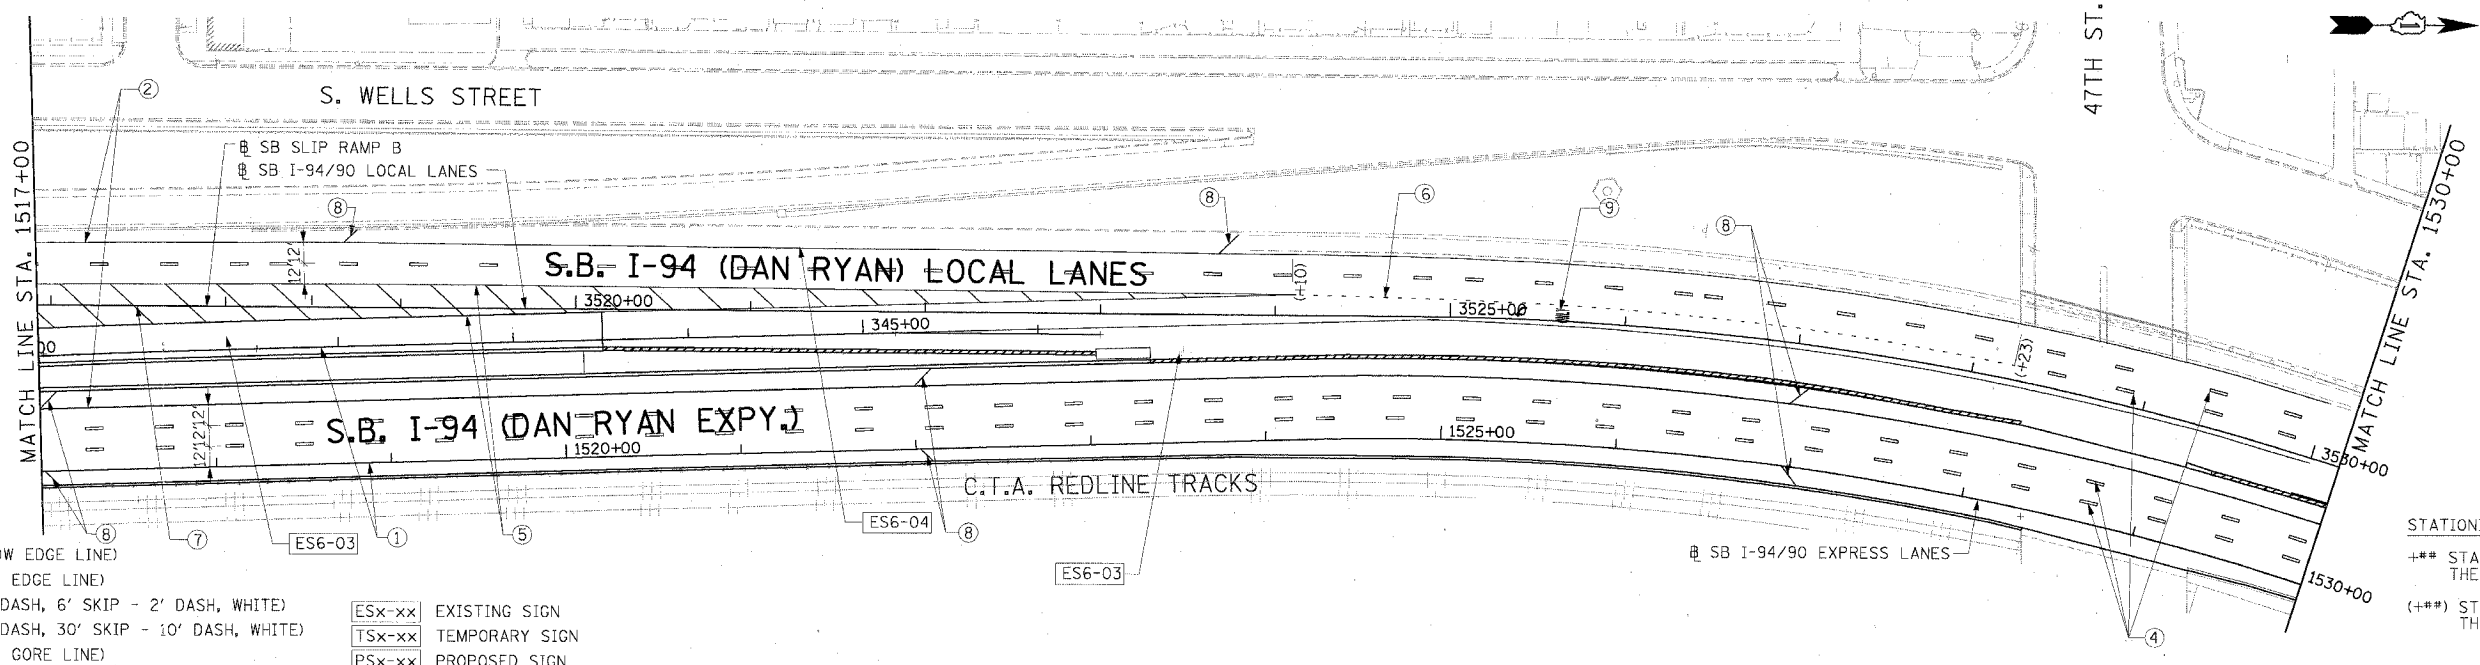 47TH ST.
S. WELLS STREET
②
MATCH LINE STA. 1517+00
℄ SB SLIP RAMP B
℄ SB I-94/90 LOCAL LANES
⑧
⑧
⑥
⑨
⑧
MATCH LINE STA. 1530+00
12' 12'
S.B. I-94 (DAN RYAN) LOCAL LANES
(+10)
3520+00
3525+00
345+00
00
(+23)
12' 12' 12'
S.B. I-94 (DAN RYAN EXPY.)
1520+00
1525+00
3530+00
C.T.A. REDLINE TRACKS
⑧
⑦
ES6-03
①
⑤
ES6-04
⑧
ES6-03
℄ SB I-94/90 EXPRESS LANES
1530+00
④
OW EDGE LINE)
EDGE LINE)
DASH, 6' SKIP - 2' DASH, WHITE)
DASH, 30' SKIP - 10' DASH, WHITE)
GORE LINE)
ESx-xx EXISTING SIGN
TSx-xx TEMPORARY SIGN
PSx-xx PROPOSED SIGN
STATION
+## STA
THE
(+##) ST
TH